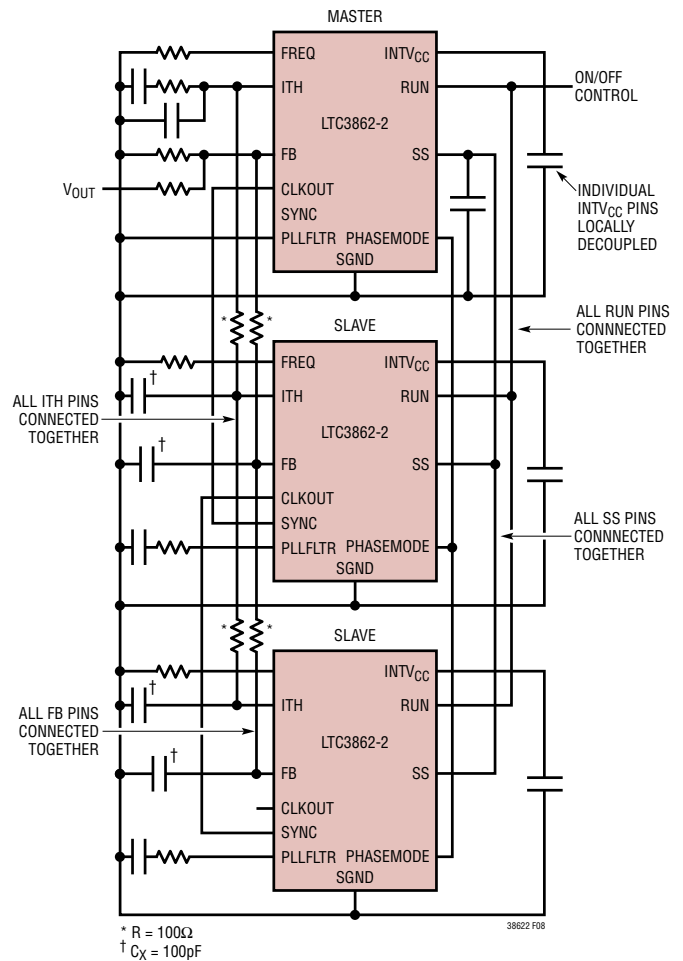 MASTER
FREQ
INTVCC
ITH
RUN
ON/OFF
CONTROL
LTC3862-2
FB
SS
VOUT
CLKOUT
SYNC
PLLFLTR
PHASEMODE
SGND
INDIVIDUAL
INTVCC PINS
LOCALLY
DECOUPLED
* *
SLAVE
ALL RUN PINS
CONNNECTED
TOGETHER
FREQ
INTVCC
†
ITH
RUN
ALL ITH PINS
CONNECTED
TOGETHER
LTC3862-2
†
FB
SS
CLKOUT
SYNC
PLLFLTR
PHASEMODE
SGND
ALL SS PINS
CONNNECTED
TOGETHER
* *
SLAVE
INTVCC
†
ITH
RUN
ALL FB PINS
CONNECTED
TOGETHER
LTC3862-2
†
FB
SS
CLKOUT
SYNC
PLLFLTR
PHASEMODE
SGND
* R = 100Ω
† CX = 100pF
38622 F08